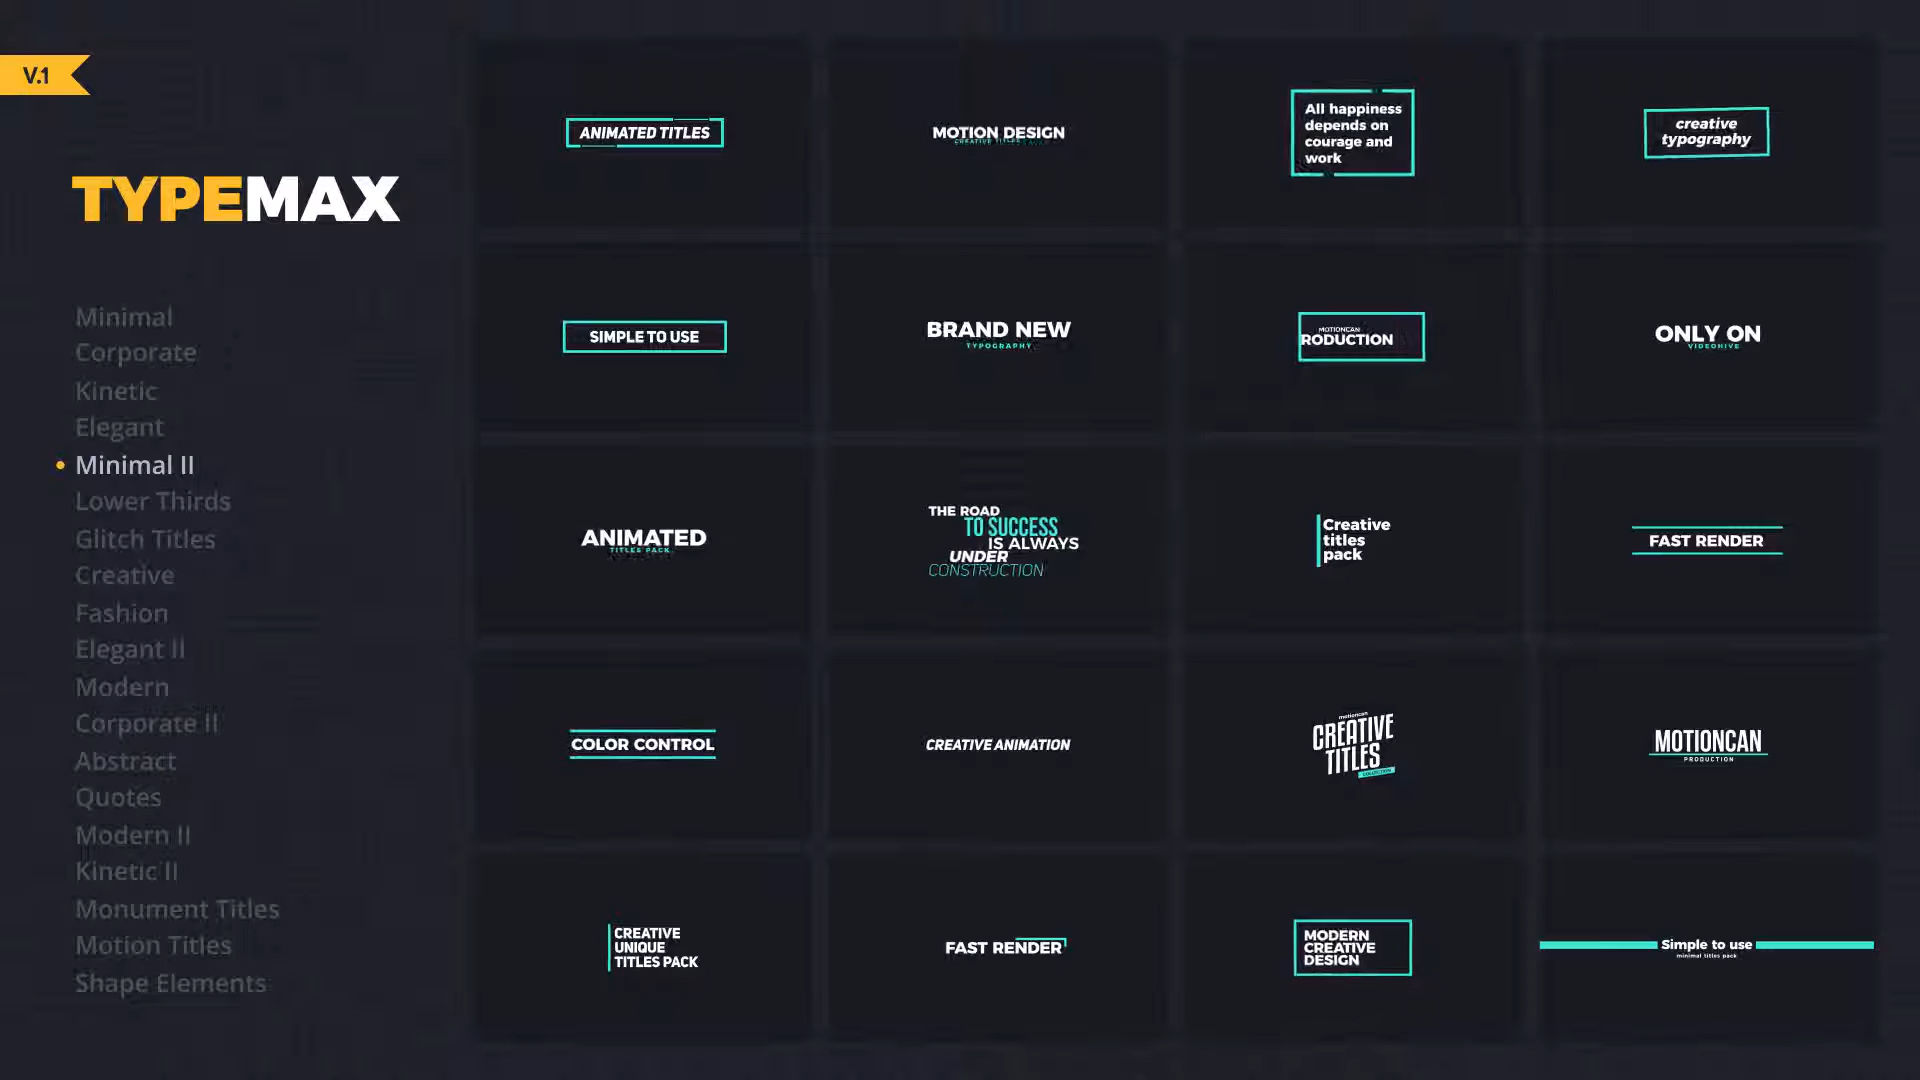 V.1
TYPEMAX
Minimal
Corporate
Kinetic
Elegant
Minimal II
Lower Thirds
Glitch Titles
Creative
Fashion
Elegant II
Modern
Corporate II
Abstract
Quotes
Modern II
Kinetic II
Monument Titles
Motion Titles
Shape Elements
ANIMATED TITLES
MOTION DESIGN
CREATIVE TITLES
All happiness
depends on
courage and
work
creative
typography
SIMPLE TO USE
BRAND NEW
TYPOGRAPHY
MOTIONCAN
RODUCTION
ONLY ON
VIDEOHIVE
ANIMATED
TITLES PACK
THE ROAD
TO SUCCESS
IS ALWAYS
UNDER
CONSTRUCTION
Creative
titles
pack
FAST RENDER
COLOR CONTROL
CREATIVE ANIMATION
motioncan
CREATIVE
TITLES
COLLECTION
MOTIONCAN
PRODUCTION
CREATIVE
UNIQUE
TITLES PACK
FAST RENDER
MODERN
CREATIVE
DESIGN
Simple to use
minimal titles pack